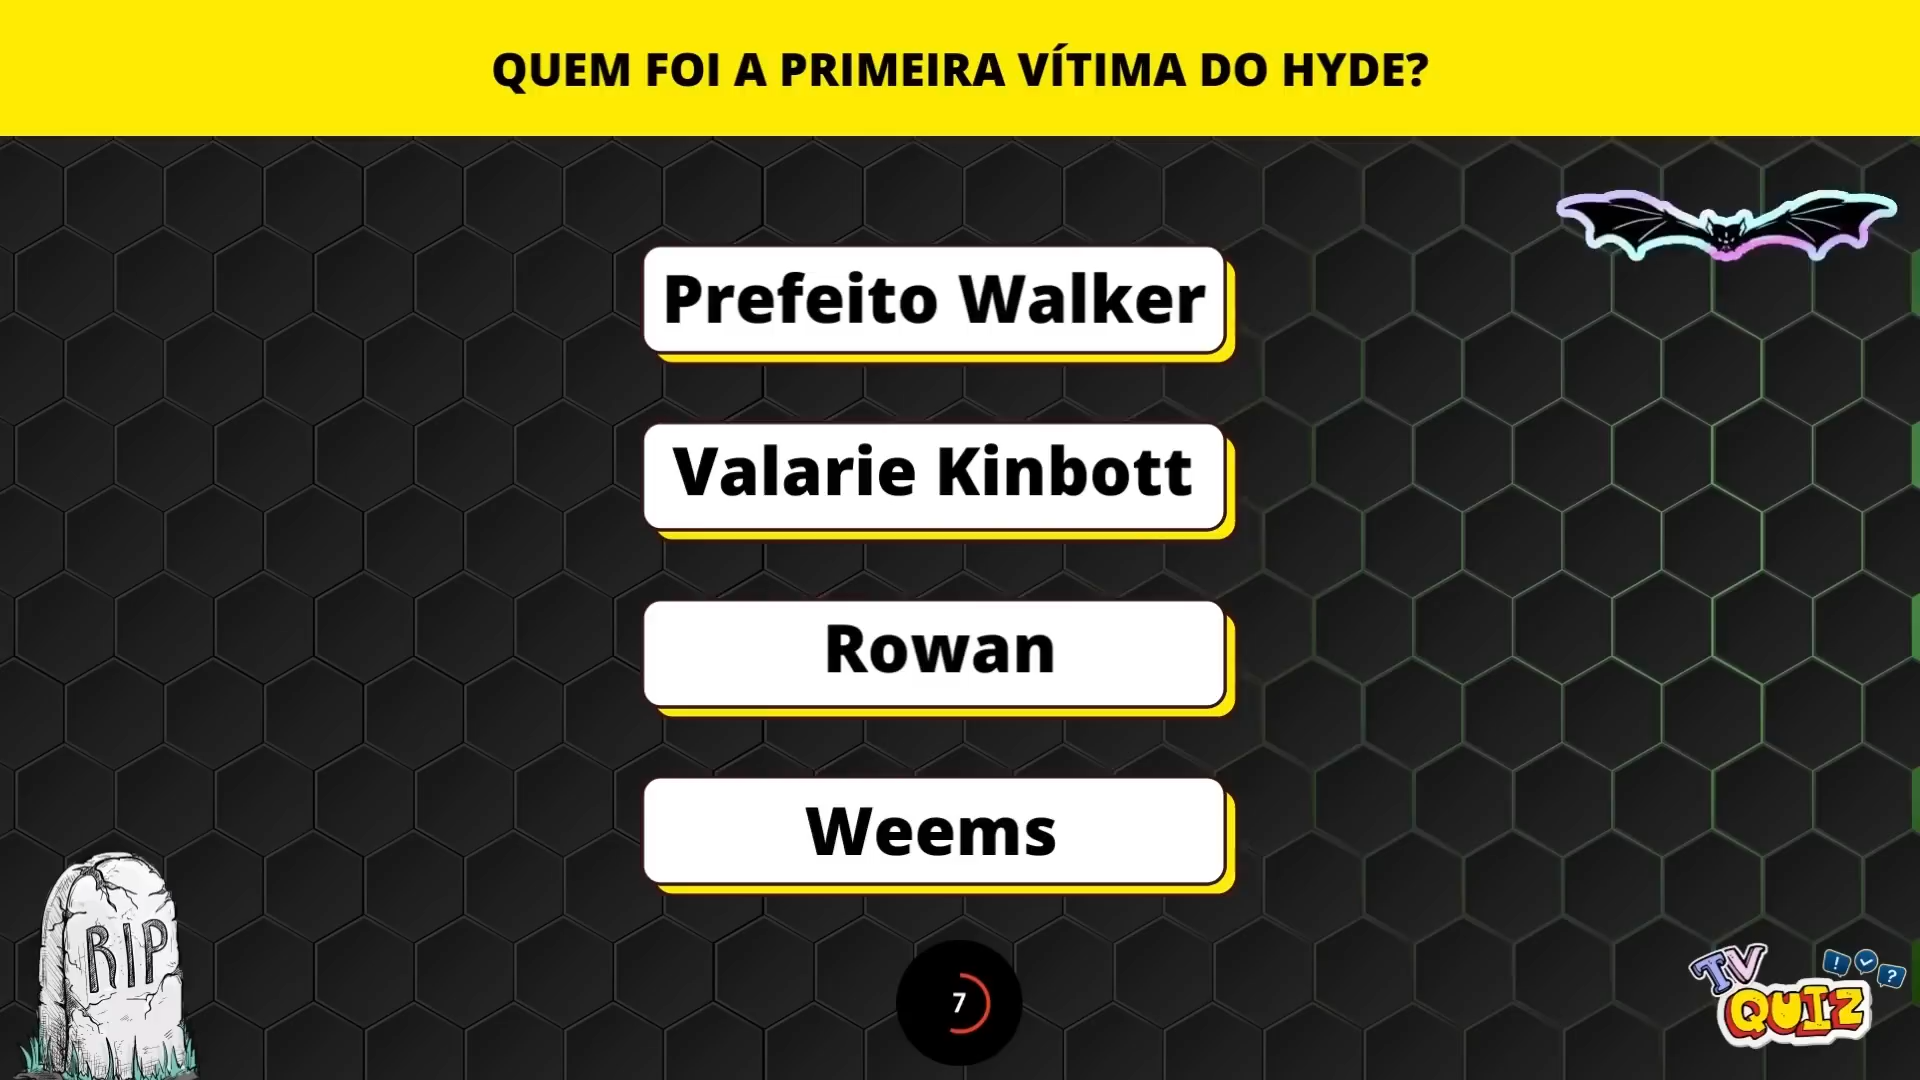 QUEM FOI A PRIMEIRA VÍTIMA DO HYDE?
Prefeito Walker
Valarie Kinbott
Rowan
Weems
RIP
7
TV
! ?
QUIZ